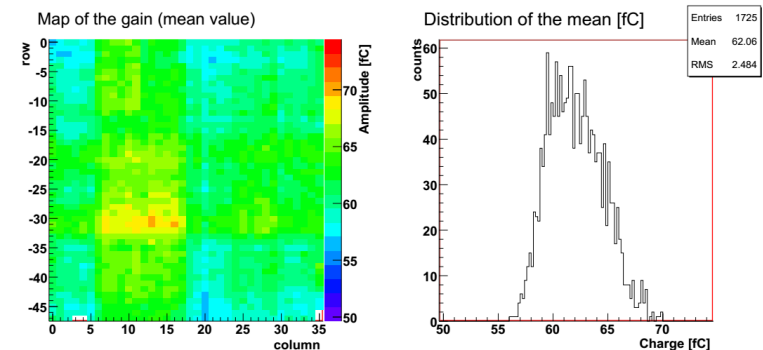 Map of the gain (mean value)
row
0
-5
-10
-15
-20
-25
-30
-35
-40
-45
0 5 10 15 20 25 30 35
column
Amplitude [fC]
70
65
60
55
50
Distribution of the mean [fC]
Entries 1725
Mean 62.06
RMS 2.484
counts
60
50
40
30
20
10
0
50 55 60 65 70
Charge [fC]